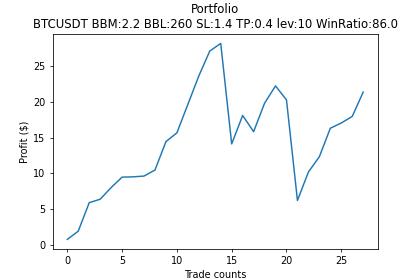 Portfolio
BTCUSDT BBM:2.2 BBL:260 SL:1.4 TP:0.4 lev:10 WinRatio:86.0
25
20
15
10
5
0
Profit ($)
0 5 10 15 20 25
Trade counts